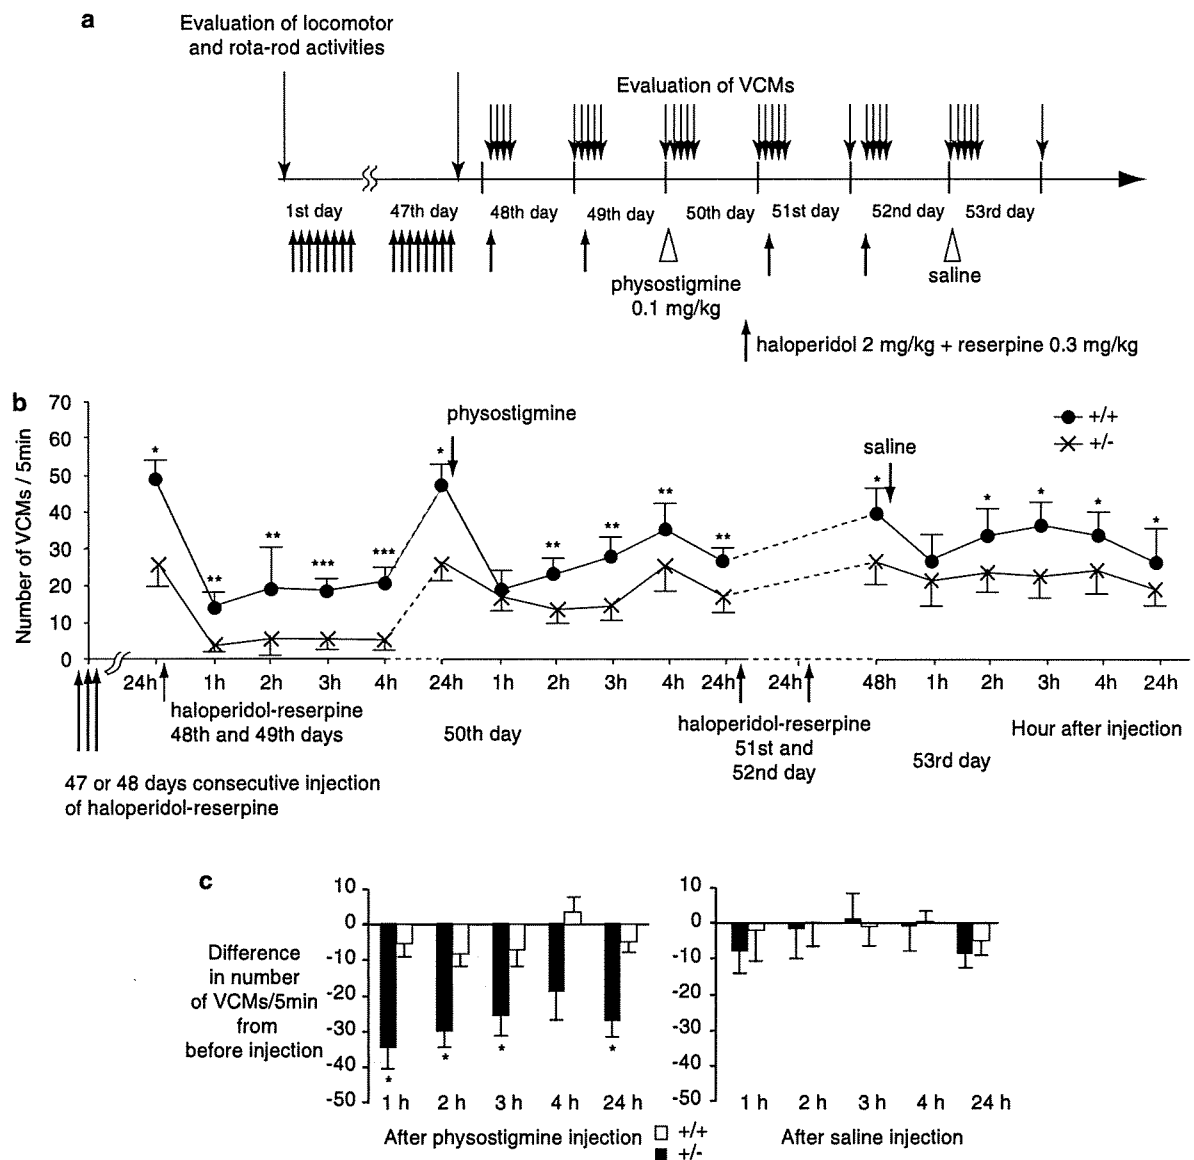 a
Evaluation of locomotor
and rota-rod activities
Evaluation of VCMs
1st day 47th day 48th day 49th day 50th day 51st day 52nd day 53rd day
physostigmine
0.1 mg/kg
saline
haloperidol 2 mg/kg + reserpine 0.3 mg/kg
b
Number of VCMs / 5min
70
60
50
40
30
20
10
0
physostigmine
saline
+/+
+/-
* ** ** *** *** * ** ** ** ** * * * * *
24h 1h 2h 3h 4h 24h 1h 2h 3h 4h 24h 24h 48h 1h 2h 3h 4h 24h
haloperidol-reserpine
48th and 49th days
50th day
haloperidol-reserpine
51st and
52nd day
53rd day
Hour after injection
47 or 48 days consecutive injection
of haloperidol-reserpine
c
Difference
in number
of VCMs/5min
from
before injection
10
0
-10
-20
-30
-40
-50
* * * *
1 h 2 h 3 h 4 h 24 h
After physostigmine injection
10
0
-10
-20
-30
-40
-50
1 h 2 h 3 h 4 h 24 h
After saline injection
+/+
+/-